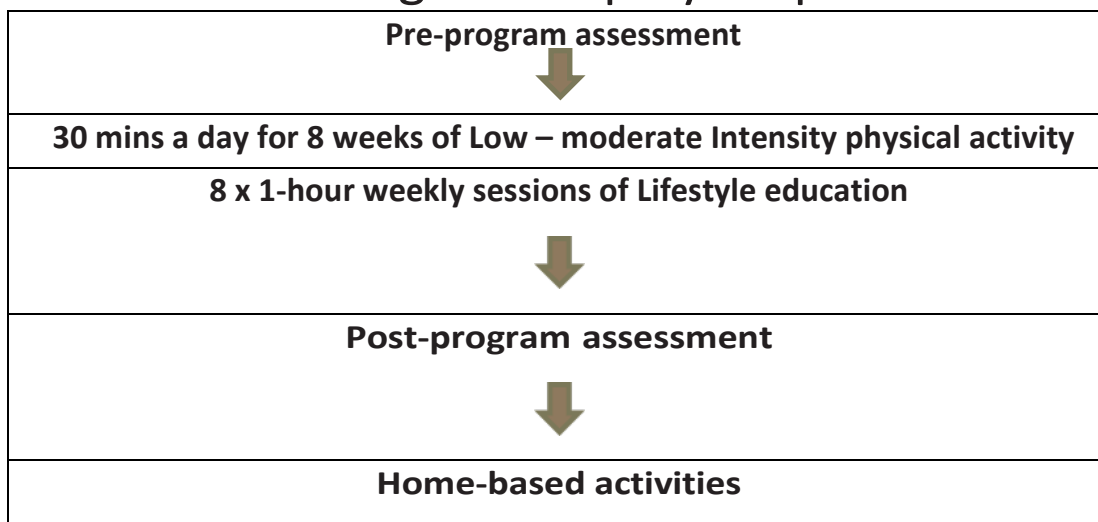 Pre-program assessment
30 mins a day for 8 weeks of Low – moderate Intensity physical activity
8 x 1-hour weekly sessions of Lifestyle education
Post-program assessment
Home-based activities